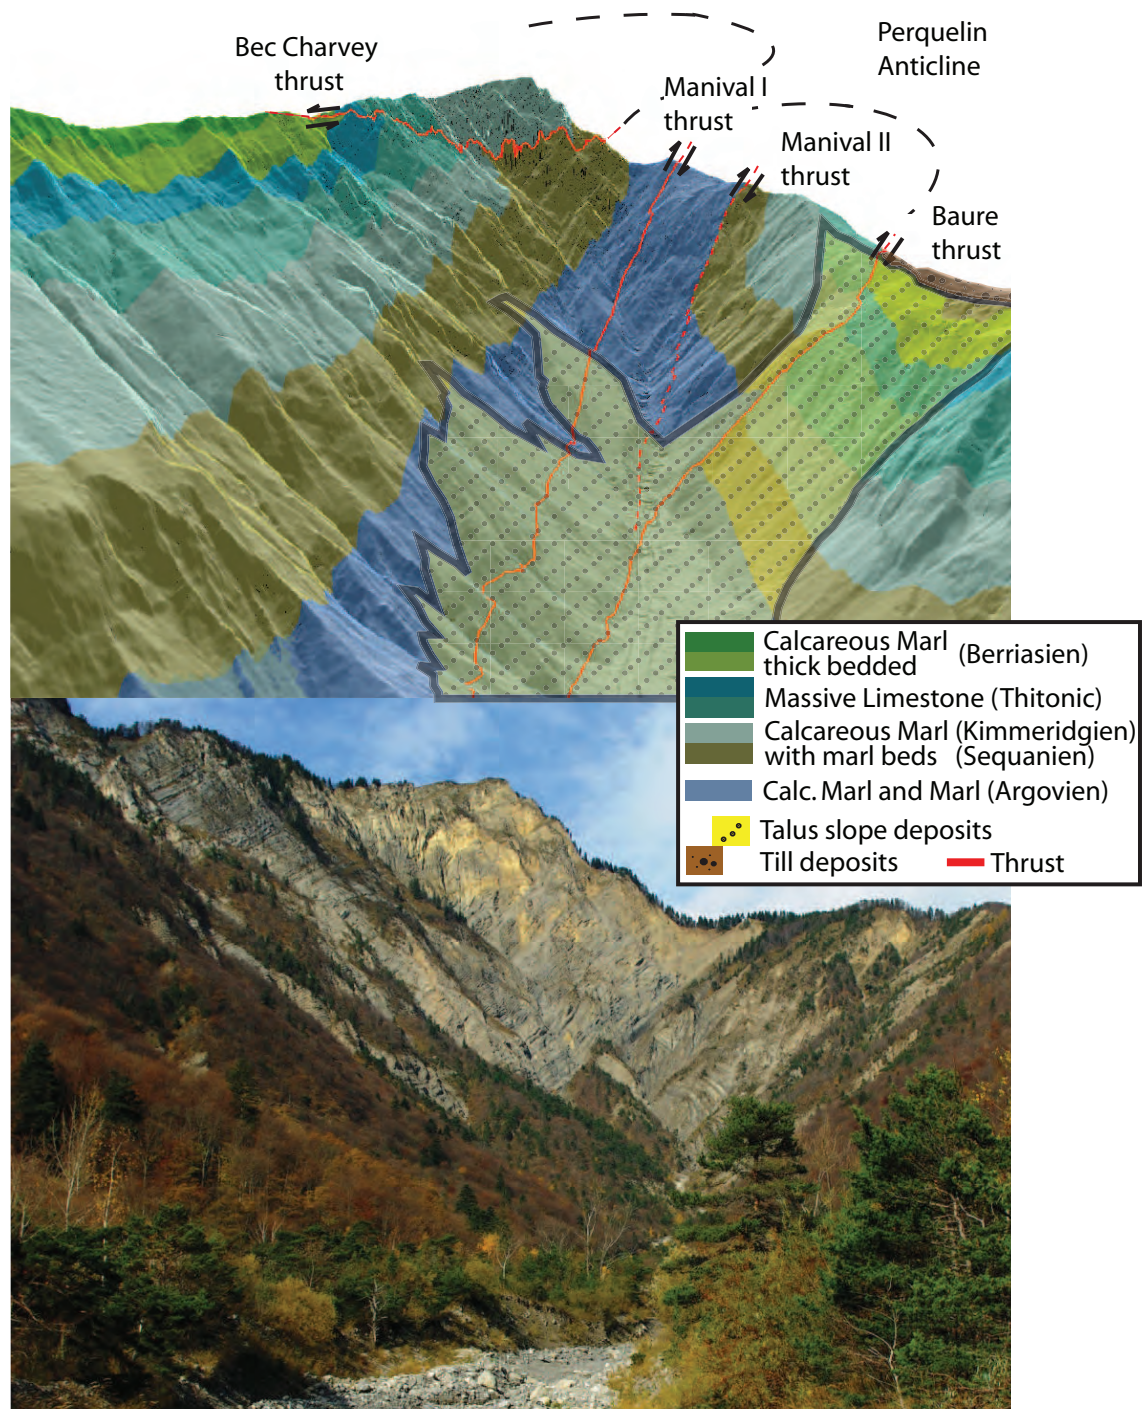 Bec Charvey
thrust
Perquelin
Anticline
Manival I
thrust
Manival II
thrust
Baure
thrust
Calcareous Marl
thick bedded (Berriasien)
Massive Limestone (Thitonic)
Calcareous Marl (Kimmeridgien)
with marl beds (Sequanien)
Calc. Marl and Marl (Argovien)
Talus slope deposits
Till deposits
Thrust